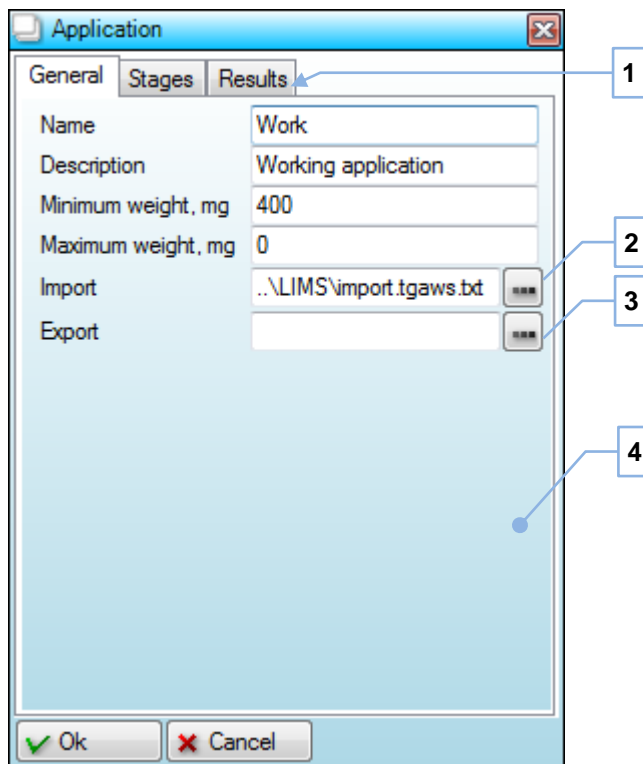 Application
General Stages Results
1
Name Work
Description Working application
Minimum weight, mg 400
Maximum weight, mg 0
2
Import ..\LIMS\import.tgaws.txt
3
Export
4
Ok Cancel